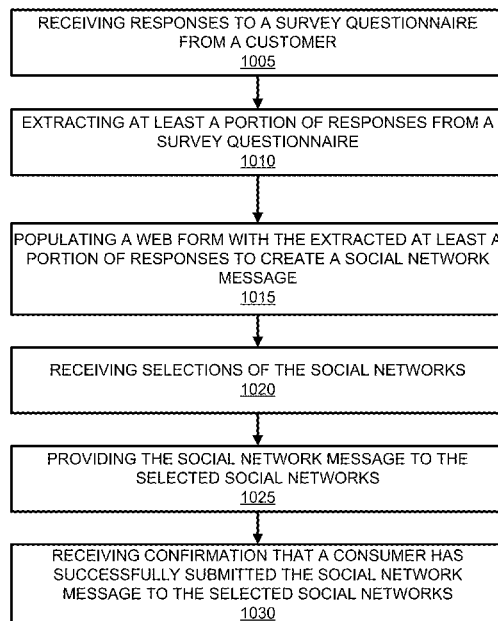 RECEIVING RESPONSES TO A SURVEY QUESTIONNAIRE
FROM A CUSTOMER
1005
EXTRACTING AT LEAST A PORTION OF RESPONSES FROM A
SURVEY QUESTIONNAIRE
1010
POPULATING A WEB FORM WITH THE EXTRACTED AT LEAST A
PORTION OF RESPONSES TO CREATE A SOCIAL NETWORK
MESSAGE
1015
RECEIVING SELECTIONS OF THE SOCIAL NETWORKS
1020
PROVIDING THE SOCIAL NETWORK MESSAGE TO THE
SELECTED SOCIAL NETWORKS
1025
RECEIVING CONFIRMATION THAT A CONSUMER HAS
SUCCESSFULLY SUBMITTED THE SOCIAL NETWORK
MESSAGE TO THE SELECTED SOCIAL NETWORKS
1030